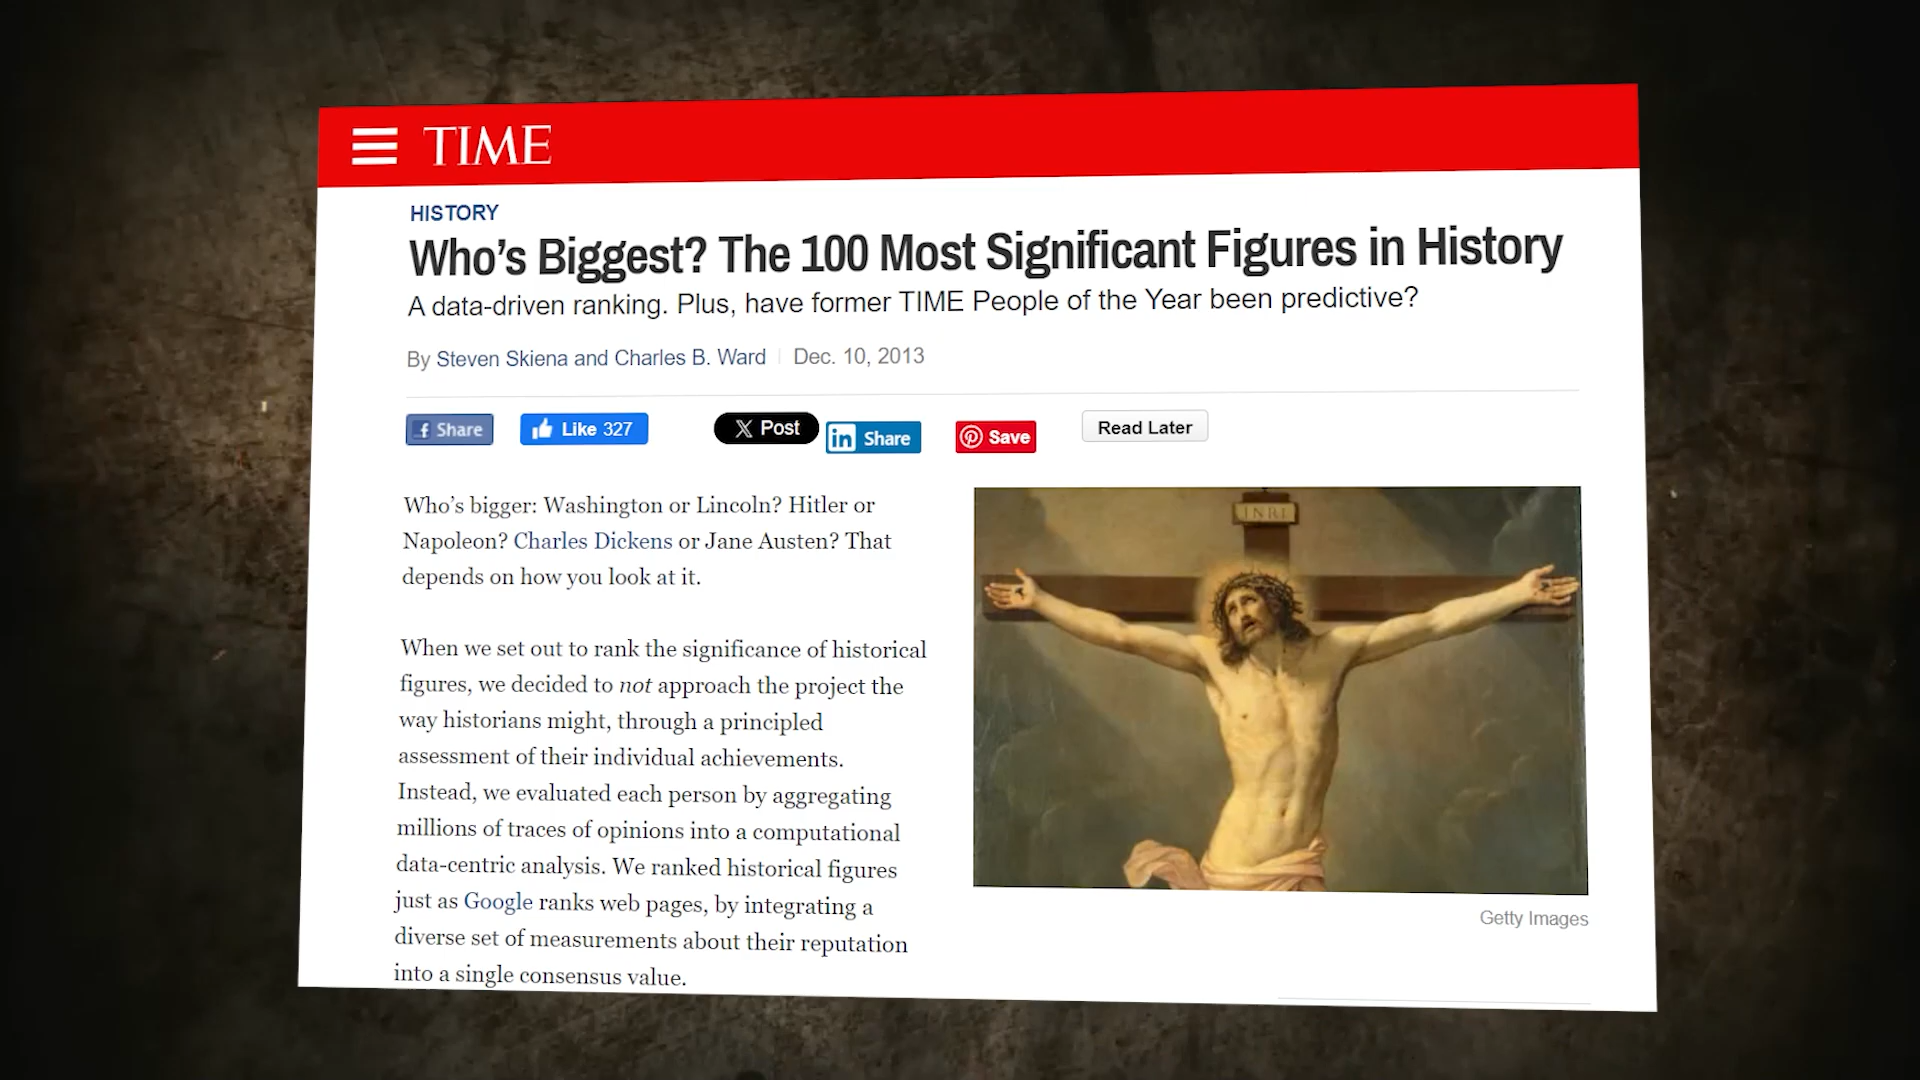 TIME
HISTORY
Who's Biggest? The 100 Most Significant Figures in History
A data-driven ranking. Plus, have former TIME People of the Year been predictive?
By Steven Skiena and Charles B. Ward Dec. 10, 2013
f Share Like 327 X Post in Share Save Read Later
Who's bigger: Washington or Lincoln? Hitler or
Napoleon? Charles Dickens or Jane Austen? That
depends on how you look at it.
When we set out to rank the significance of historical
figures, we decided to not approach the project the
way historians might, through a principled
assessment of their individual achievements.
Instead, we evaluated each person by aggregating
millions of traces of opinions into a computational
data-centric analysis. We ranked historical figures
just as Google ranks web pages, by integrating a
diverse set of measurements about their reputation
into a single consensus value.
INRI
Getty Images